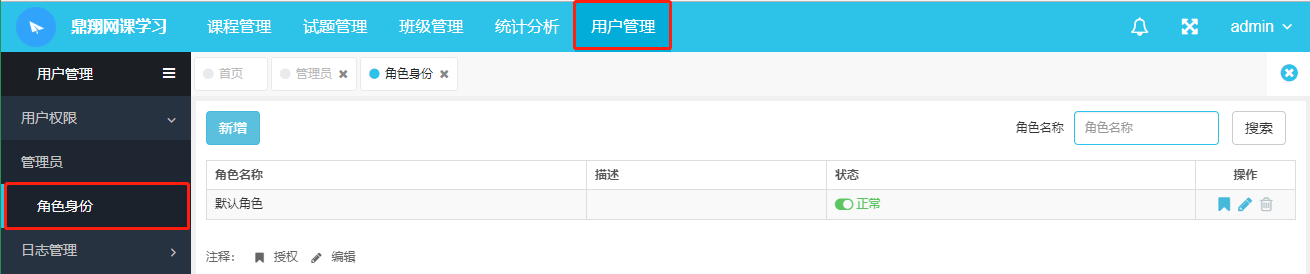 鼎翔网课学习 课程管理 试题管理 班级管理 统计分析 用户管理 admin
用户管理 首页 管理员 角色身份
用户权限
新增 角色名称 角色名称 搜索
管理员
角色名称 描述 状态 操作
角色身份 默认角色 正常
日志管理 注释： 授权 编辑